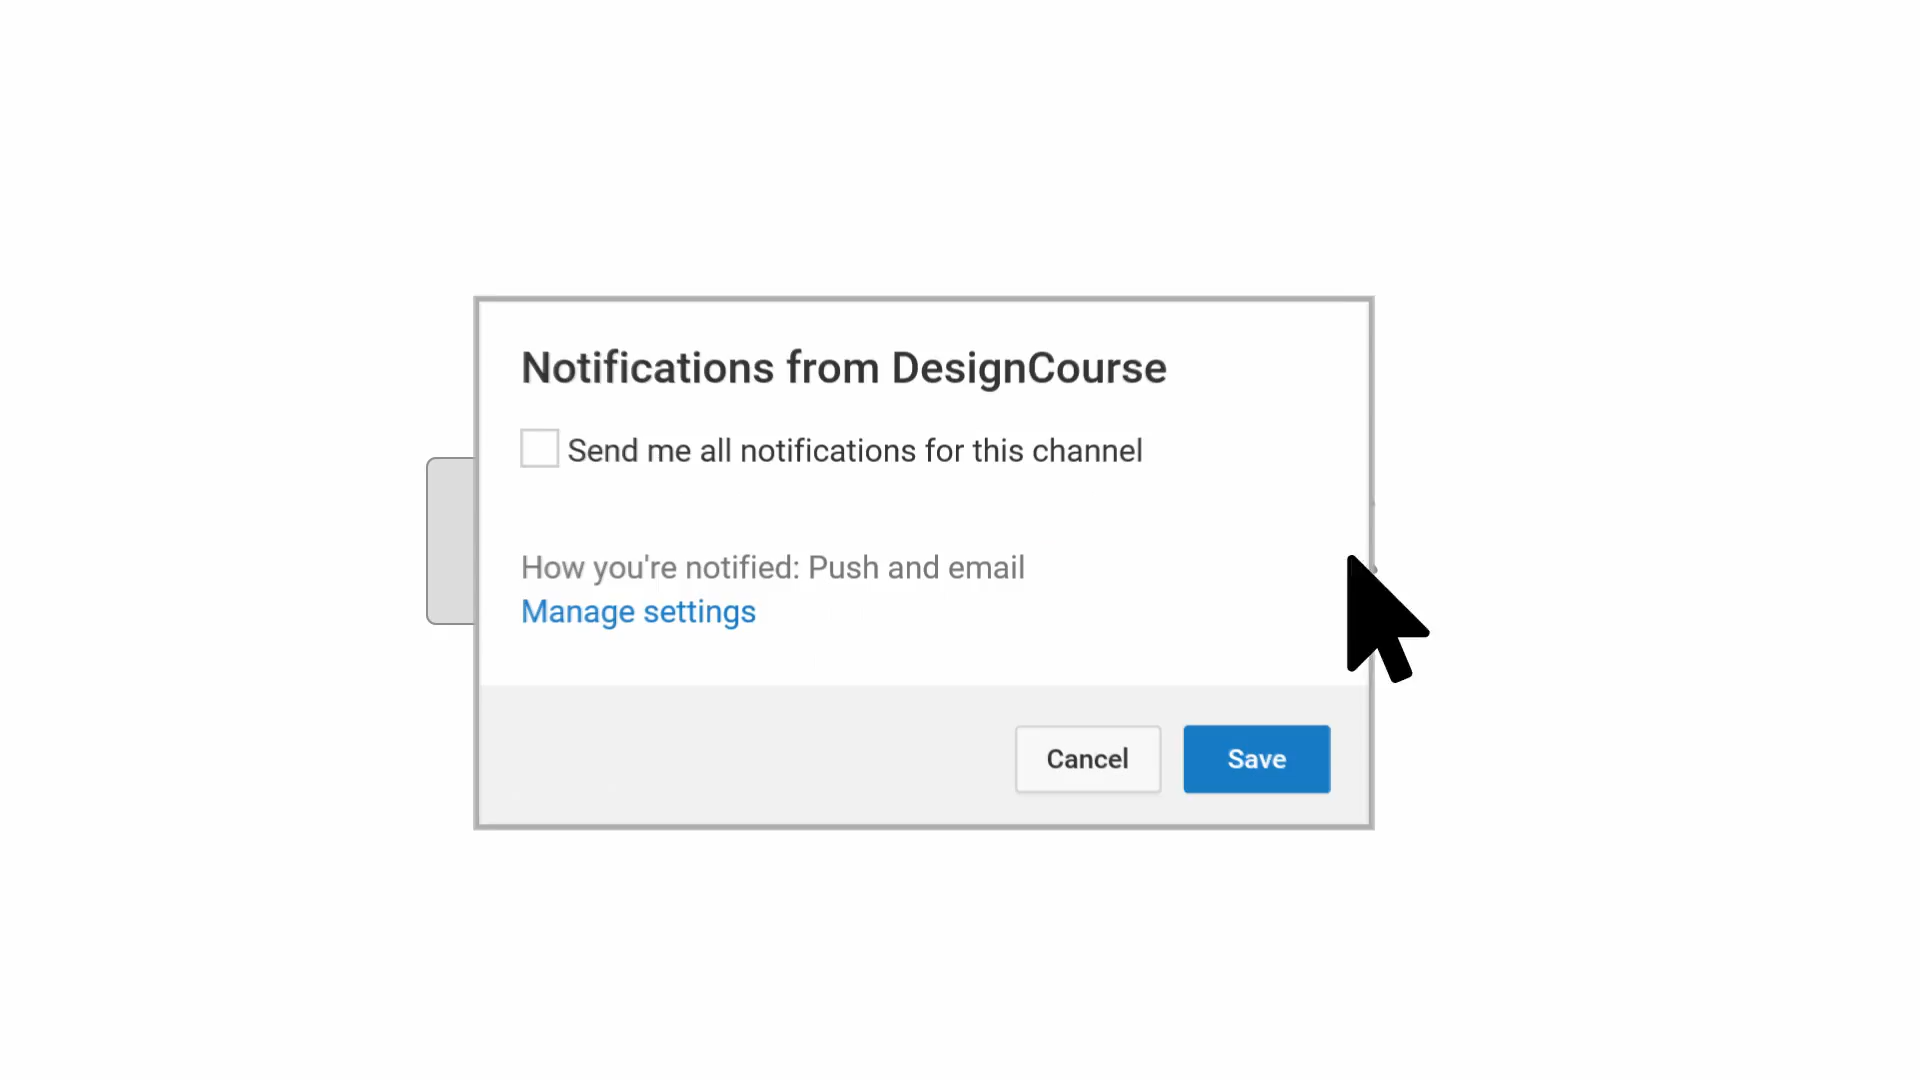 Notifications from DesignCourse
Send me all notifications for this channel
How you're notified: Push and email
Manage settings
Cancel
Save